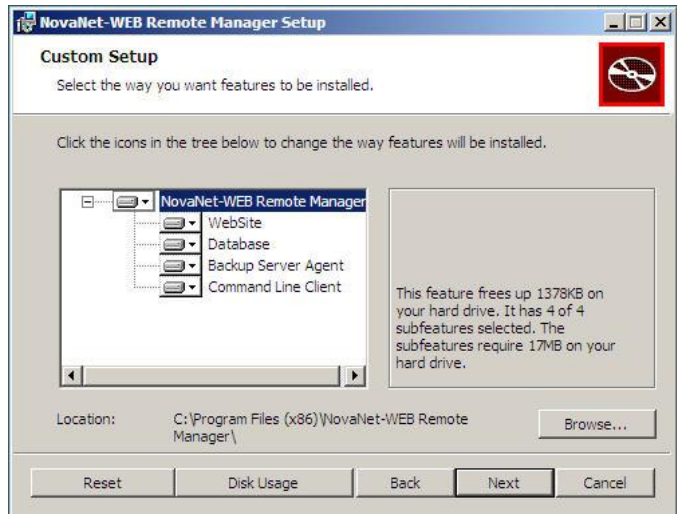 NovaNet-WEB Remote Manager Setup
Custom Setup
Select the way you want features to be installed.
Click the icons in the tree below to change the way features will be installed.
NovaNet-WEB Remote Manager
WebSite
Database
Backup Server Agent
Command Line Client
This feature frees up 1378KB on
your hard drive. It has 4 of 4
subfeatures selected. The
subfeatures require 17MB on your
hard drive.
Location: C:\Program Files (x86)\NovaNet-WEB Remote
Manager\
Browse...
Reset Disk Usage Back Next Cancel